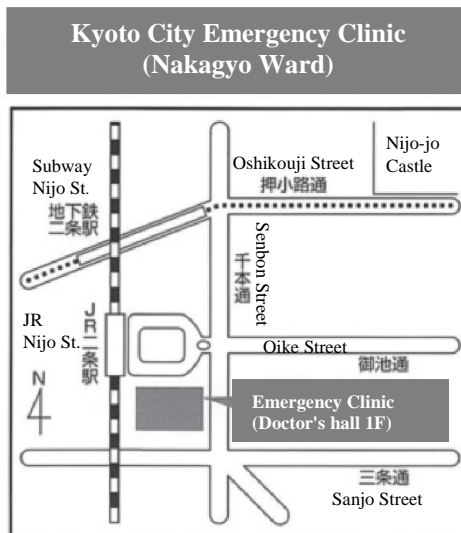 Kyoto City Emergency Clinic
(Nakagyo Ward)
Subway
Nijo St.
地下鉄
二条駅
Oshikouji Street
押小路通
Nijo-jo
Castle
Senbon Street
千本通
JR
Nijo St.
JR二条駅
Oike Street
御池通
N
Emergency Clinic
(Doctor's hall 1F)
三条通
Sanjo Street